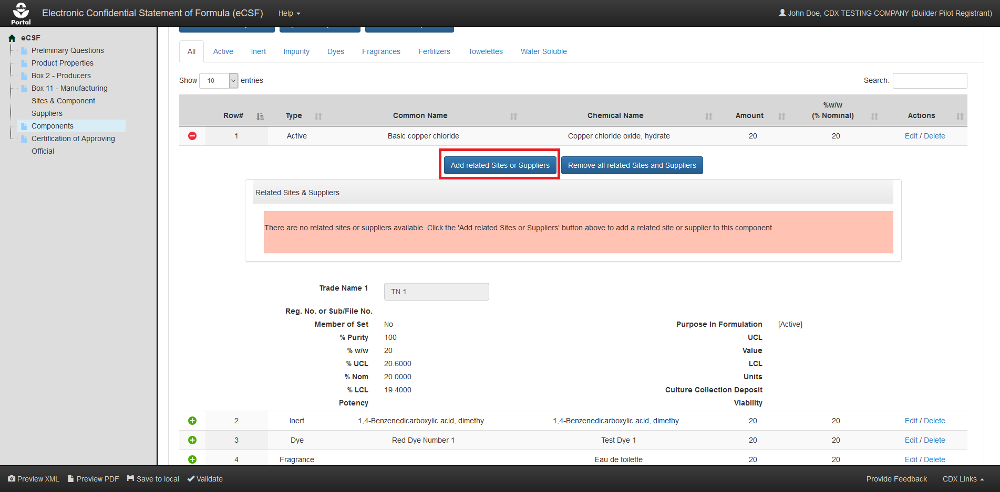 Portal
Electronic Confidential Statement of Formula (eCSF)
Help
John Doe, CDX TESTING COMPANY (Builder Pilot Registrant)
eCSF
Preliminary Questions
Product Properties
Box 2 - Producers
Box 11 - Manufacturing
Sites & Component
Suppliers
Components
Certification of Approving
Official
All Active Inert Impurity Dyes Fragrances Fertilizers Towelettes Water Soluble
Show 10 entries
Search:
Row# Type Common Name Chemical Name Amount %w/w (% Nominal) Actions
1 Active Basic copper chloride Copper chloride oxide, hydrate 20 20 Edit / Delete
Add related Sites or Suppliers Remove all related Sites and Suppliers
Related Sites & Suppliers
There are no related sites or suppliers available. Click the 'Add related Sites or Suppliers' button above to add a related site or supplier to this component.
Trade Name 1 TN 1
Reg. No. or Sub/File No.
Member of Set No Purpose In Formulation [Active]
% Purity 100 UCL
% w/w 20 Value
% UCL 20.6000 LCL
% Nom 20.0000 Units
% LCL 19.4000 Culture Collection Deposit
Potency Viability
2 Inert 1,4-Benzenedicarboxylic acid, dimethy... 1,4-Benzenedicarboxylic acid, dimethy... 20 20 Edit / Delete
3 Dye Red Dye Number 1 Test Dye 1 20 20 Edit / Delete
4 Fragrance Eau de toilette 20 20 Edit / Delete
Preview XML Preview PDF Save to local Validate Provide Feedback CDX Links